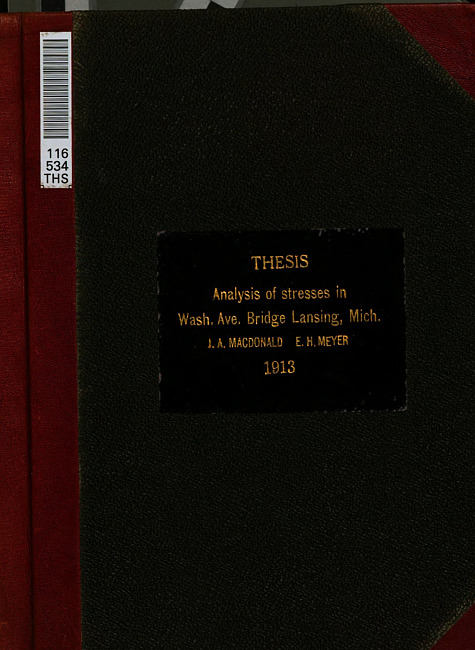 116
534
THS
THESIS
Analysis of stresses in
Wash. Ave. Bridge Lansing, Mich.
J. A. MACDONALD E. H. MEYER
1913